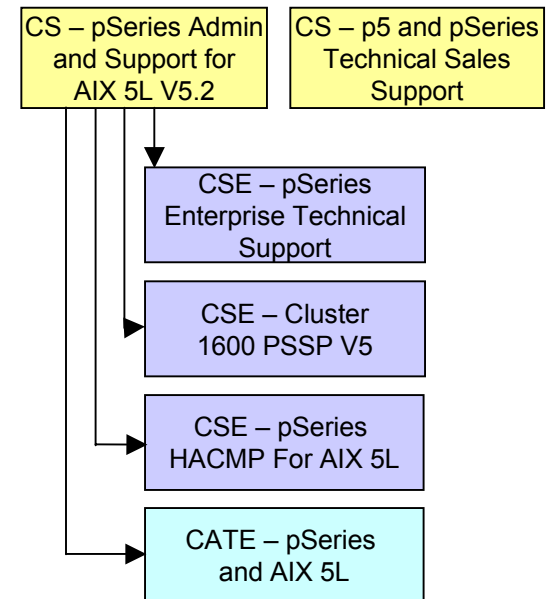 CS – pSeries Admin
and Support for
AIX 5L V5.2
CS – p5 and pSeries
Technical Sales
Support
CSE – pSeries
Enterprise Technical
Support
CSE – Cluster
1600 PSSP V5
CSE – pSeries
HACMP For AIX 5L
CATE – pSeries
and AIX 5L